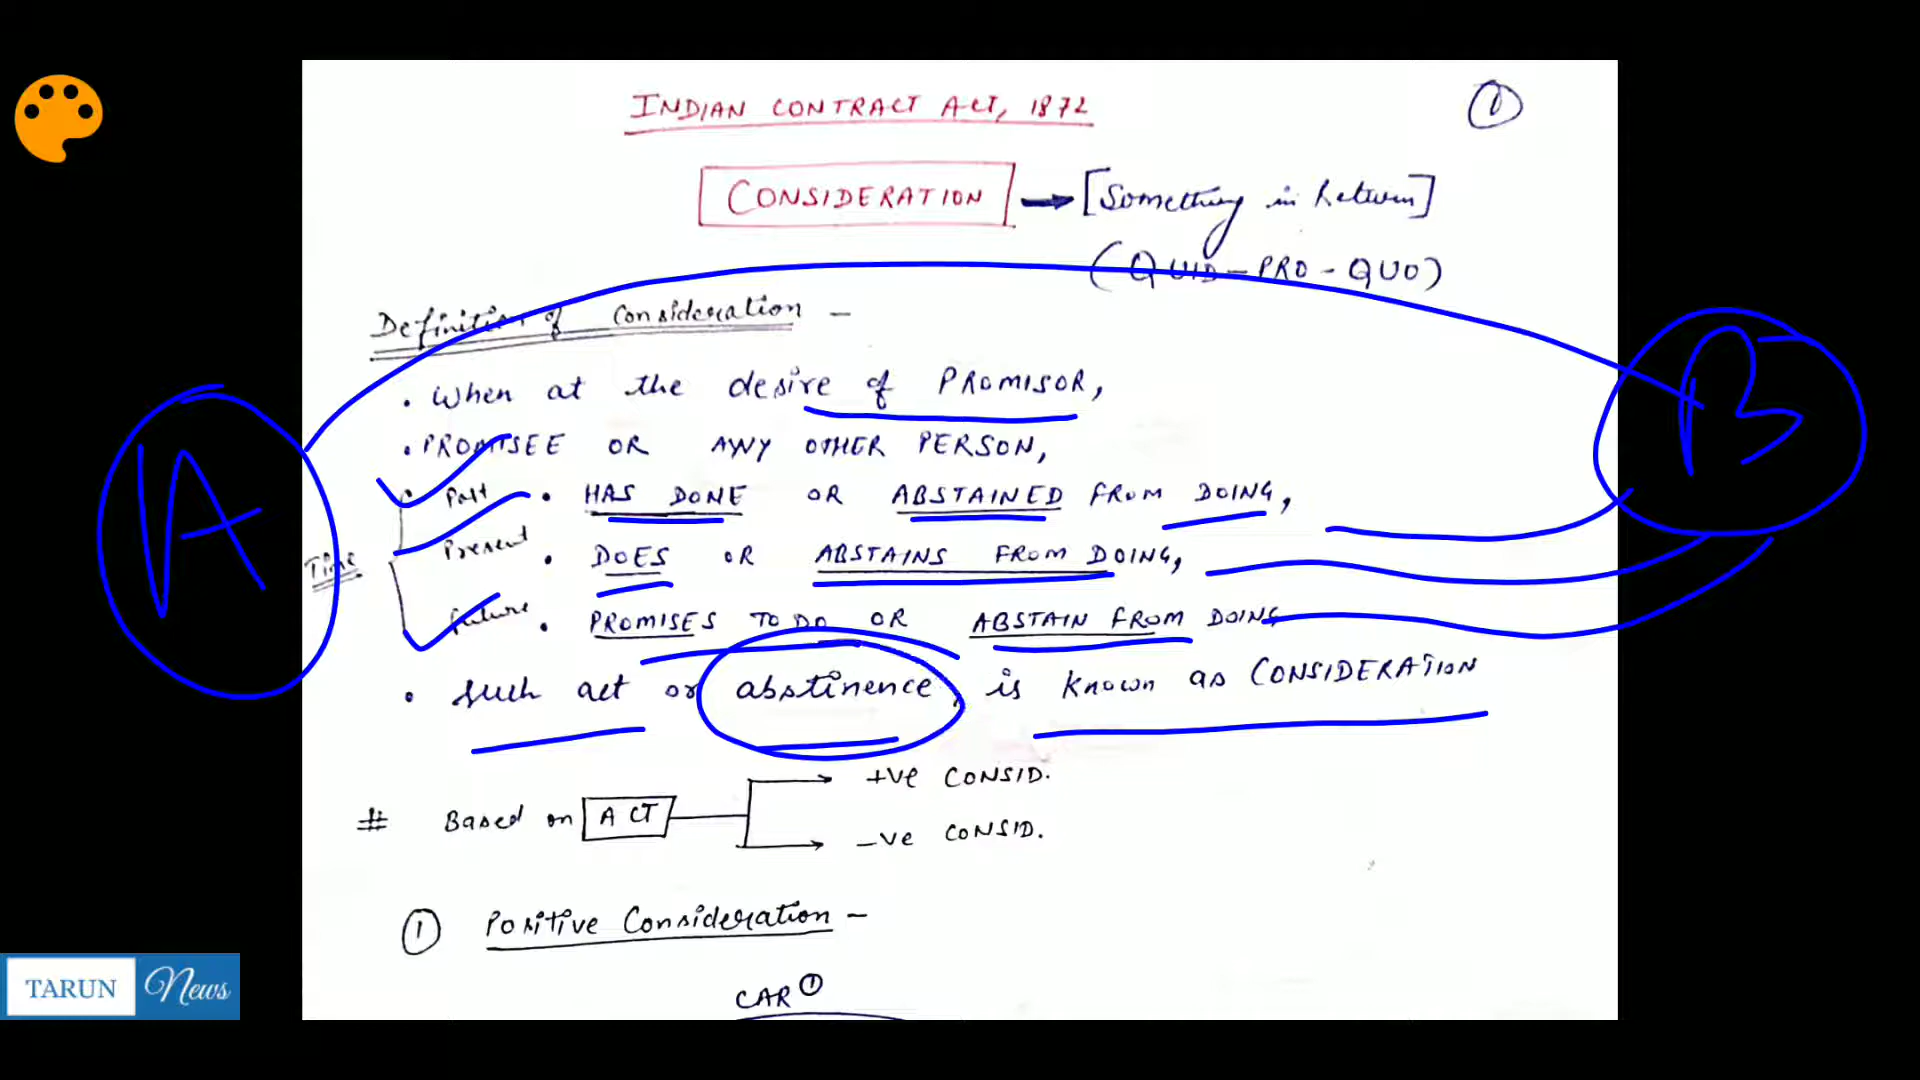 INDIAN CONTRACT ACT, 1872
1
CONSIDERATION → [Something in Return]
(QUID-PRO-QUO)
Definition of Consideration -
• When at the desire of PROMISOR,
• PROMISEE OR ANY OTHER PERSON,
Past • HAS DONE OR ABSTAINED FROM DOING,
Time Present • DOES OR ABSTAINS FROM DOING,
Future • PROMISES TO DO OR ABSTAIN FROM DOING
• Such act or abstinence, is known as CONSIDERATION
A
B
# Based on ACT
+ve CONSID.
-ve CONSID.
1 Positive Consideration -
CAR 1
TARUN News